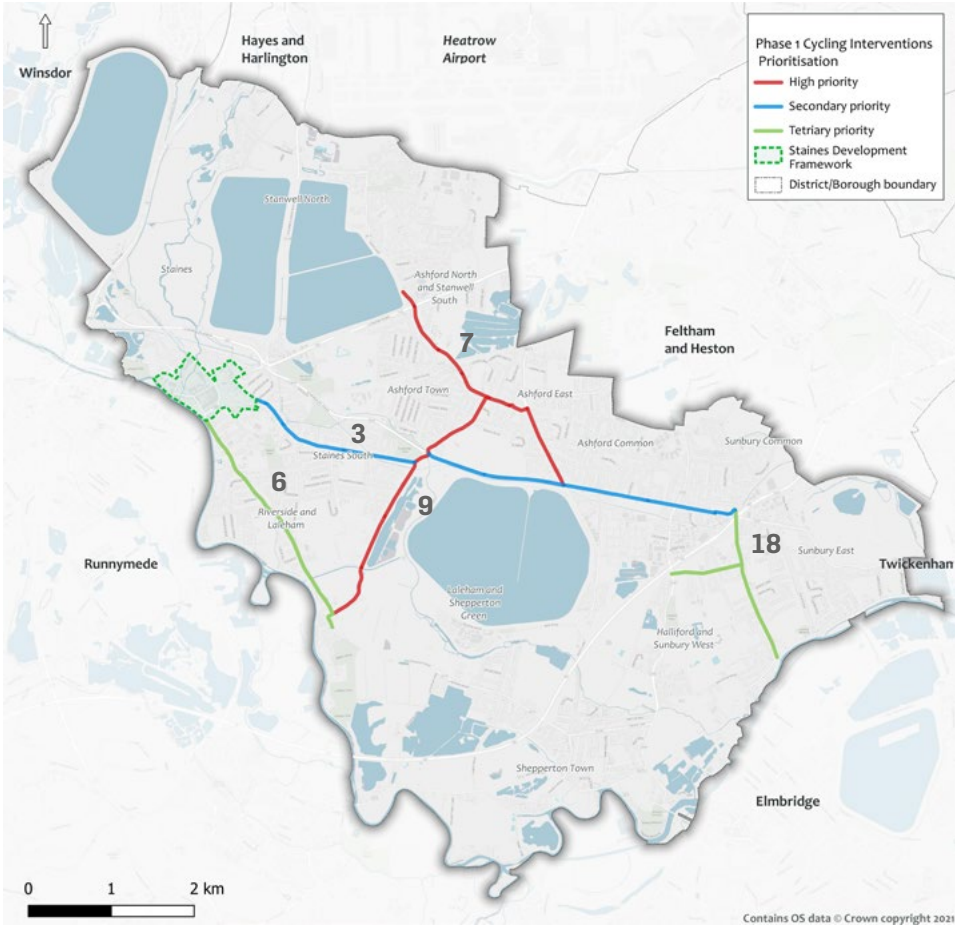 Hayes and
Harlington
Heatrow
Airport
Winsdor
Phase 1 Cycling Interventions
Prioritisation
High priority
Secondary priority
Tetriary priority
Staines Development
Framework
District/Borough boundary
Stanwell North
Staines
Ashford North
and Stanwell
South
7
Feltham
and Heston
Ashford Town
Ashford East
3
Staines South
Ashford Common
Sunbury Common
6
9
Riverside and
Laleham
18
Sunbury East
Runnymede
Twickenham
Laleham and
Shepperton
Green
Halliford and
Sunbury West
Shepperton Town
Elmbridge
0 1 2 km
Contains OS data © Crown copyright 2021